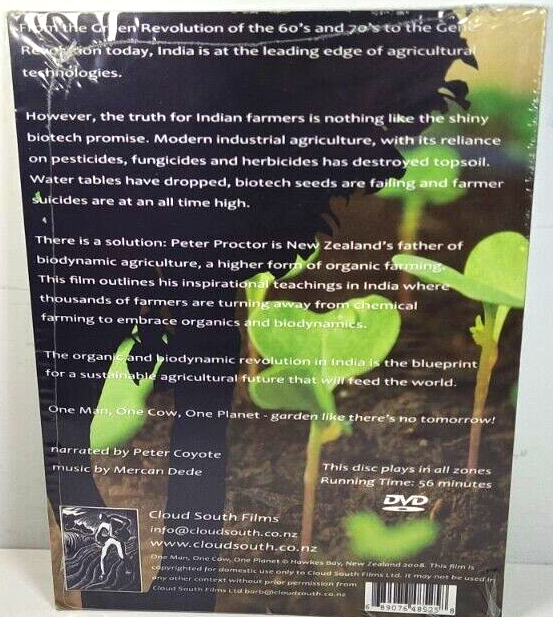 From the Green Revolution of the 60's and 70's to the Gene
Revolution today, India is at the leading edge of agricultural
technologies.
However, the truth for Indian farmers is nothing like the shiny
biotech promise. Modern industrial agriculture, with its reliance
on pesticides, fungicides and herbicides has destroyed topsoil.
Water tables have dropped, biotech seeds are failing and farmer
suicides are at an all time high.
There is a solution: Peter Proctor is New Zealand's father of
biodynamic agriculture, a higher form of organic farming.
This film outlines his inspirational teachings in India where
thousands of farmers are turning away from chemical
farming to embrace organics and biodynamics.
The organic and biodynamic revolution in India is the blueprint
for a sustainable agricultural future that will feed the world.
One Man, One Cow, One Planet - garden like there's no tomorrow!
narrated by Peter Coyote
music by Mercan Dede
This disc plays in all zones
Running Time: 56 minutes
DVD
Cloud South Films
info@cloudsouth.co.nz
www.cloudsouth.co.nz
One Man, One Cow, One Planet © Hawkes Bay, New Zealand 2008. This film is
copyrighted for domestic use only to Cloud South Films Ltd. It may not be used in
any other context without prior permission from
Cloud South Films Ltd barb@cloudsouth.co.nz
6 89076 48525 8